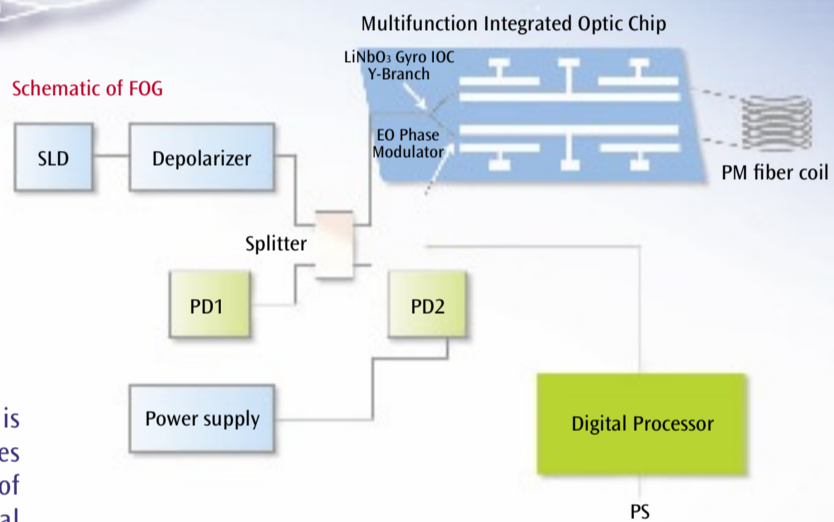 Multifunction Integrated Optic Chip
LiNbO₃ Gyro IOC
Y-Branch
Schematic of FOG
SLD
Depolarizer
EO Phase
Modulator
PM fiber coil
Splitter
PD1
PD2
Power supply
Digital Processor
is
es
of
al
PS